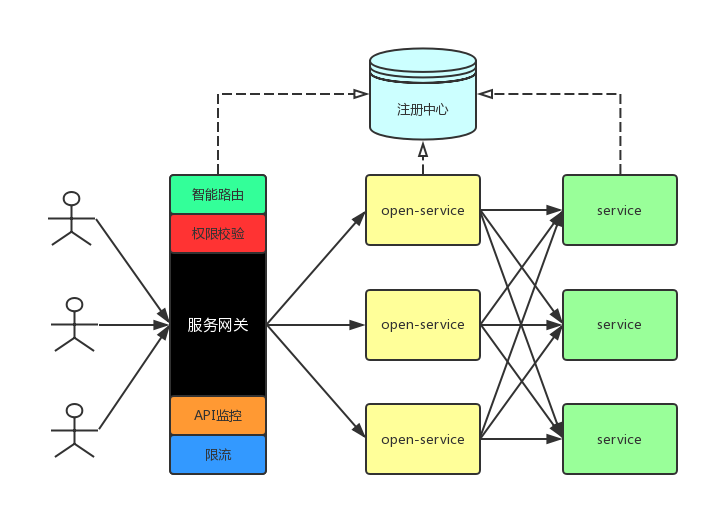 注册中心
智能路由
权限校验
服务网关
API监控
限流
open-service
open-service
open-service
service
service
service